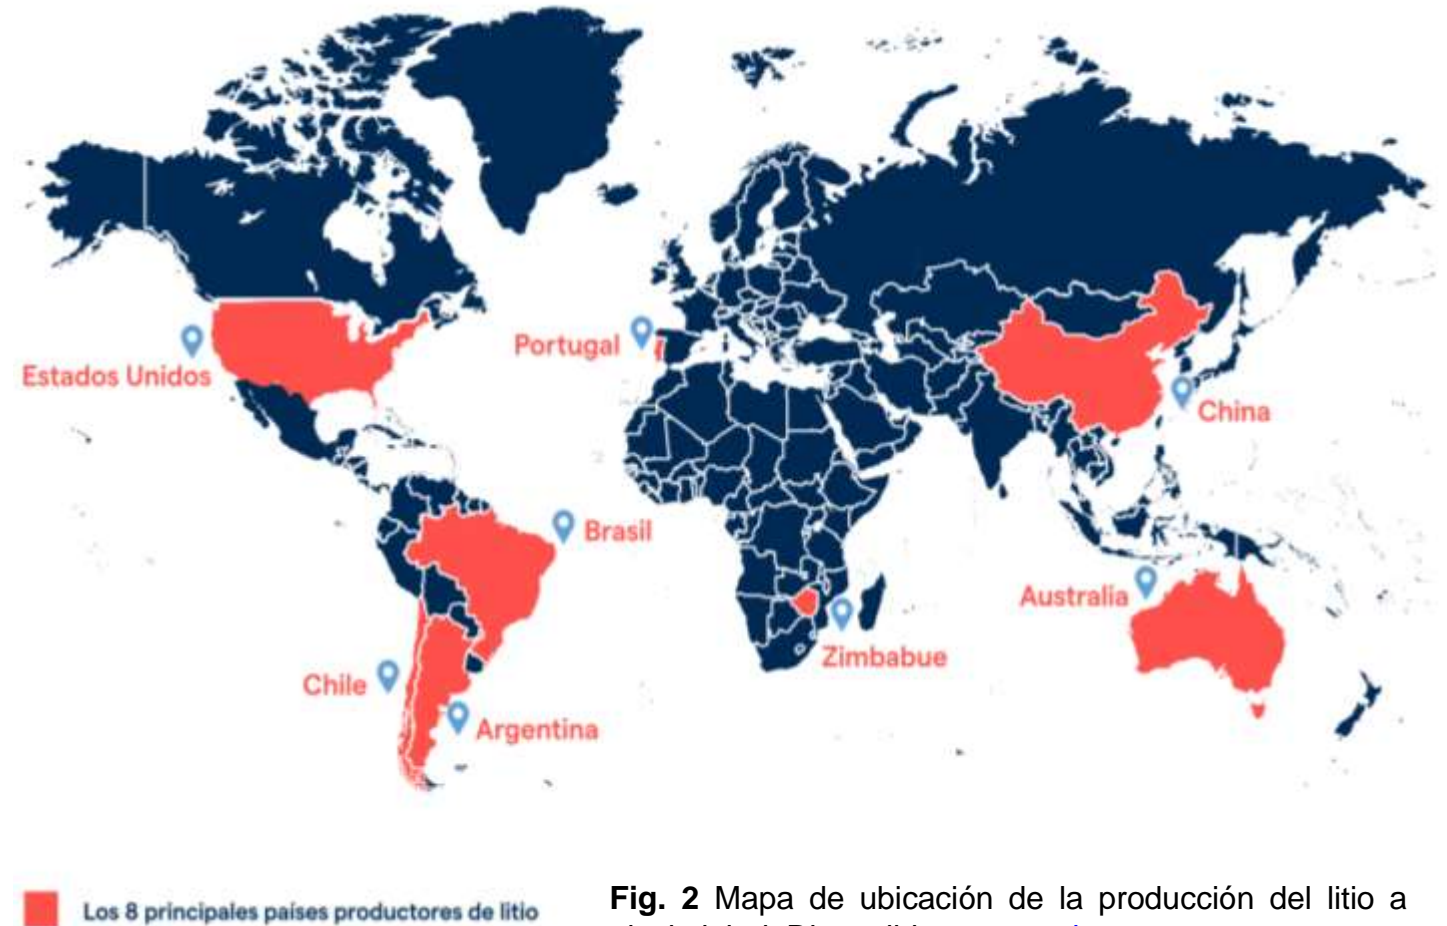 Portugal
Estados Unidos
China
Brasil
Australia
Zimbabue
Chile
Argentina
Los 8 principales países productores de litio
Fig. 2 Mapa de ubicación de la producción del litio a